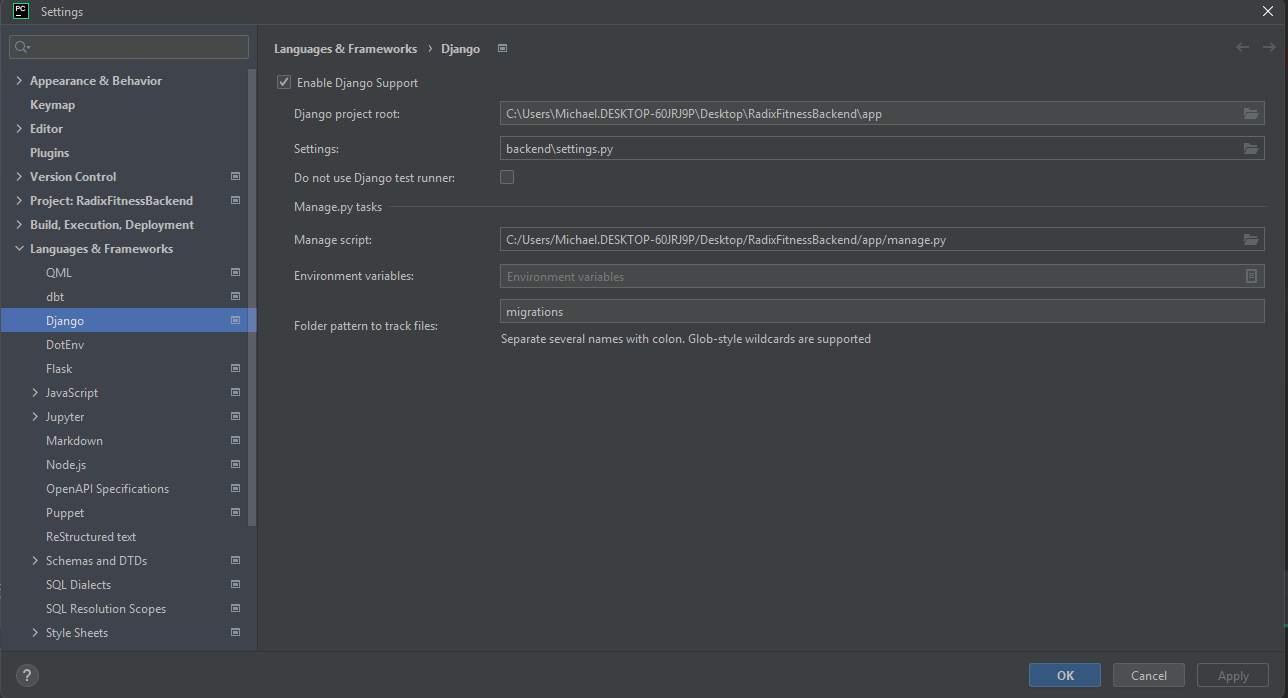 PC
Settings
Appearance & Behavior
Keymap
Editor
Plugins
Version Control
Project: RadixFitnessBackend
Build, Execution, Deployment
Languages & Frameworks
QML
dbt
Django
DotEnv
Flask
JavaScript
Jupyter
Markdown
Node.js
OpenAPI Specifications
Puppet
ReStructured text
Schemas and DTDs
SQL Dialects
SQL Resolution Scopes
Style Sheets
?
Languages & Frameworks › Django
Enable Django Support
Django project root: C:\Users\Michael.DESKTOP-60JRJ9P\Desktop\RadixFitnessBackend\app
Settings: backend\settings.py
Do not use Django test runner:
Manage.py tasks
Manage script: C:/Users/Michael.DESKTOP-60JRJ9P/Desktop/RadixFitnessBackend/app/manage.py
Environment variables: Environment variables
Folder pattern to track files: migrations
Separate several names with colon. Glob-style wildcards are supported
OK Cancel Apply